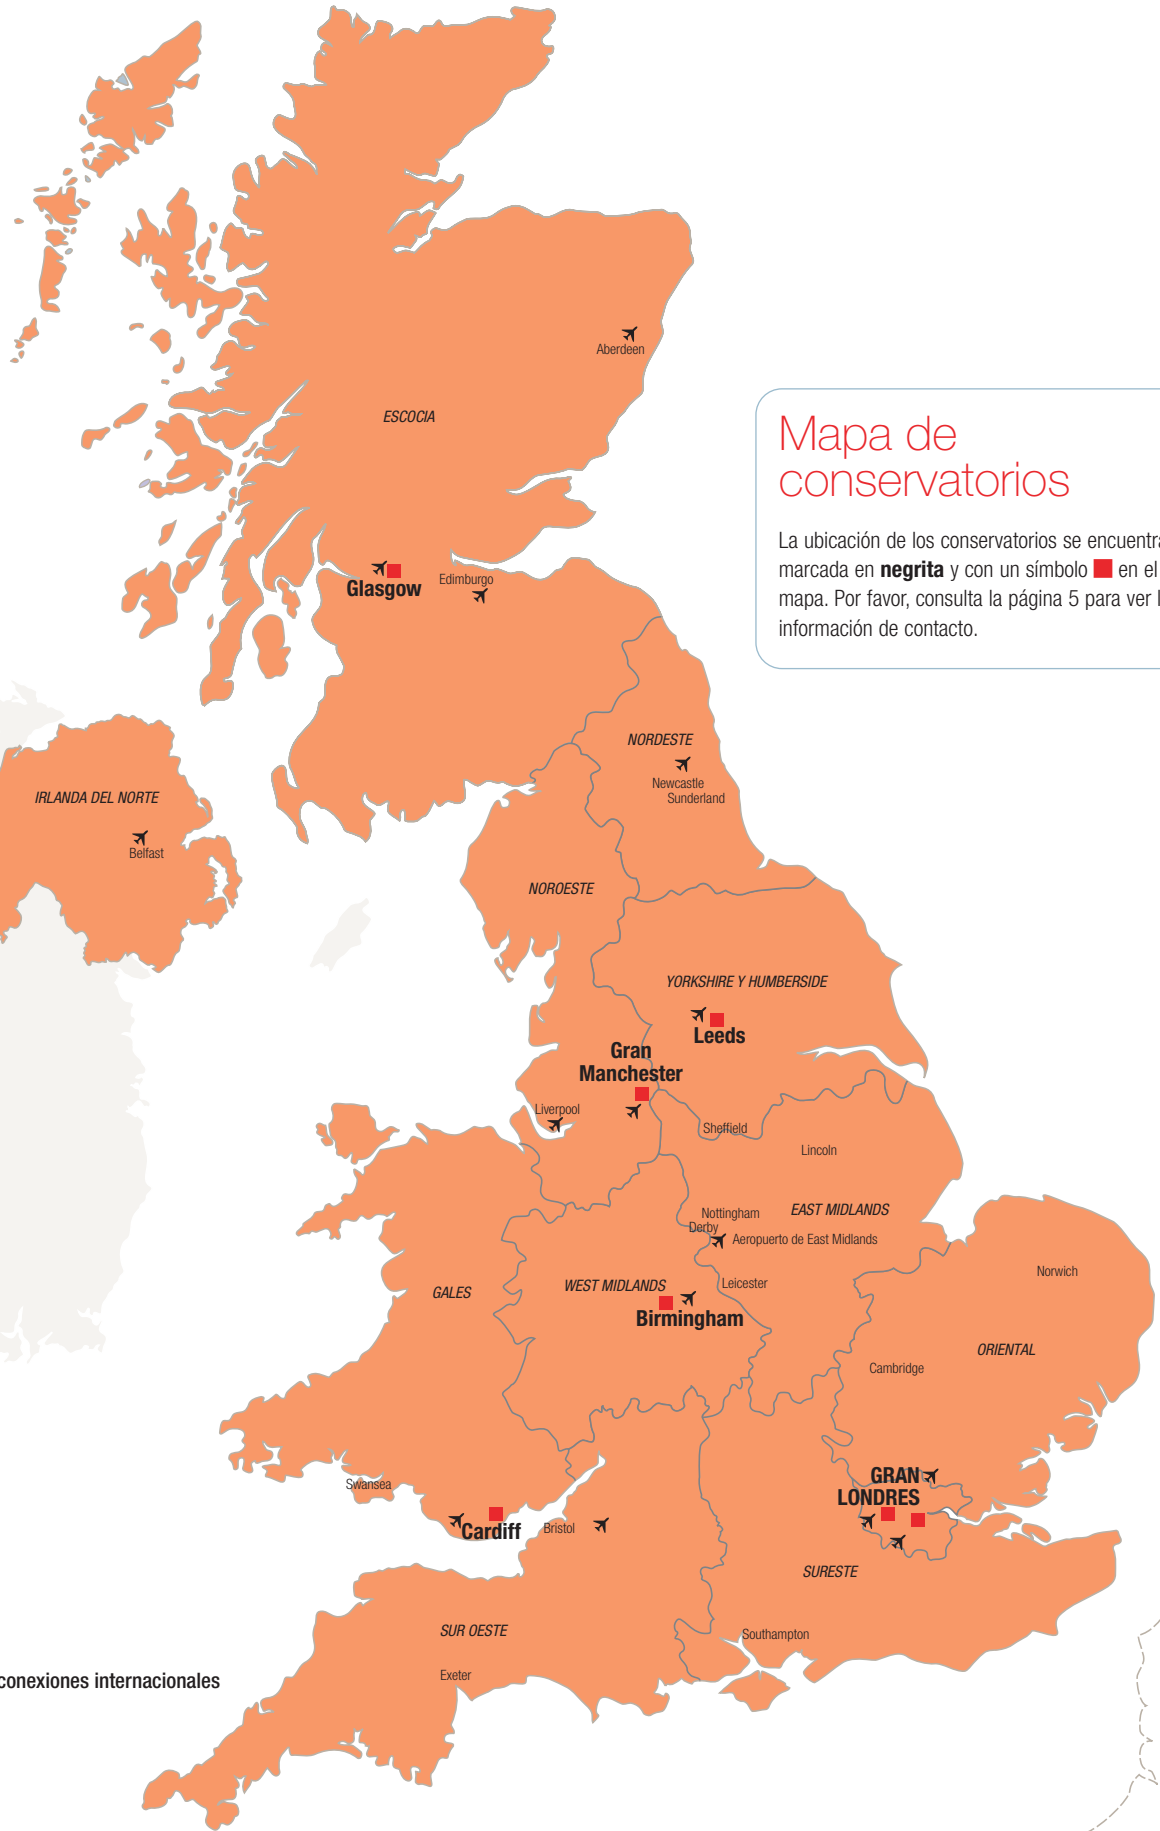 Aberdeen
ESCOCIA
Mapa de
conservatorios
La ubicación de los conservatorios se encuentra
marcada en negrita y con un símbolo en el
mapa. Por favor, consulta la página 5 para ver
información de contacto.
Glasgow
Edimburgo
NORDESTE
Newcastle
Sunderland
IRLANDA DEL NORTE
Belfast
NOROESTE
YORKSHIRE Y HUMBERSIDE
Leeds
Gran
Manchester
Liverpool
Sheffield
Lincoln
Nottingham
EAST MIDLANDS
Derby
Aeropuerto de East Midlands
Norwich
GALES
WEST MIDLANDS
Leicester
Birmingham
ORIENTAL
Cambridge
GRAN
LONDRES
Swansea
Cardiff
Bristol
SURESTE
SUR OESTE
Southampton
Exeter
conexiones internacionales